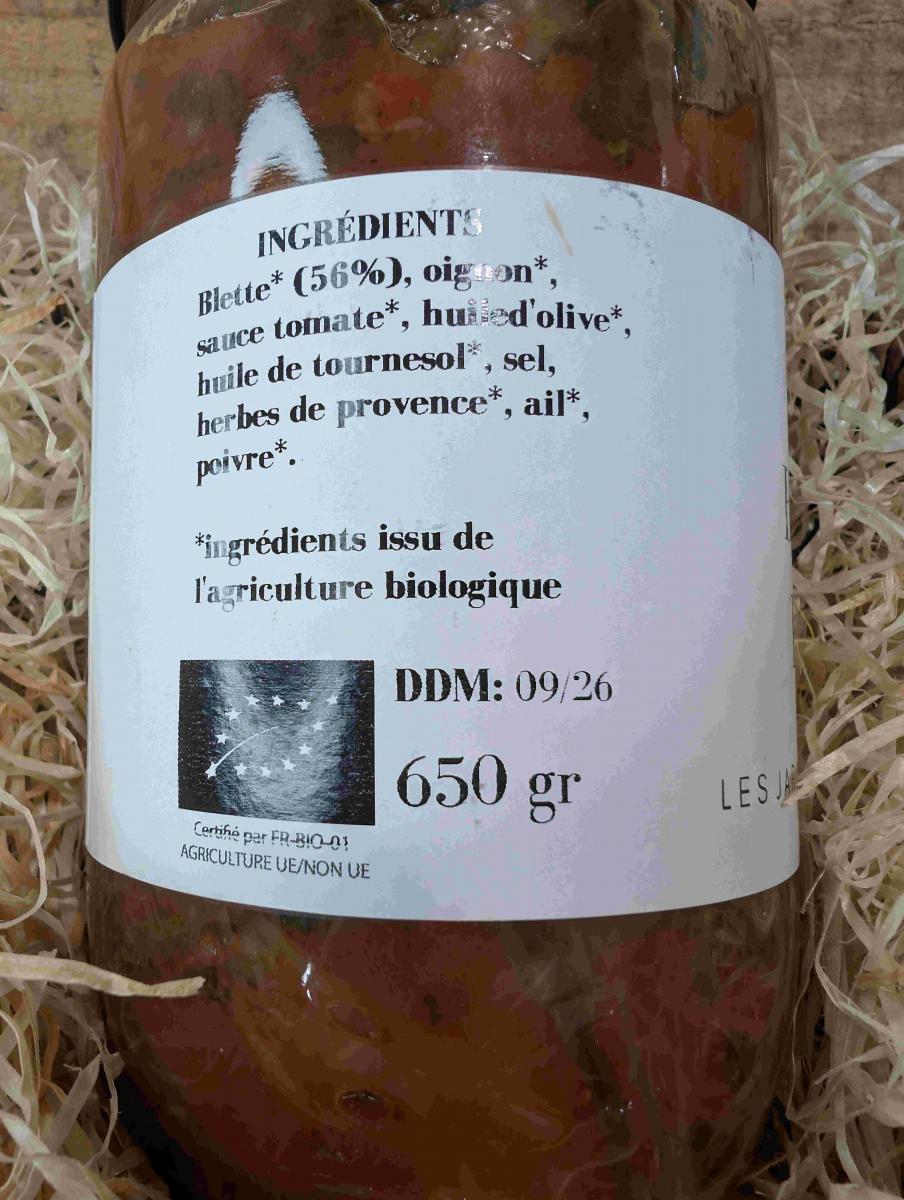 INGRÉDIENTS
Blette* (56%), oignon*,
sauce tomate*, huiled'olive*,
huile de tournesol*, sel,
herbes de provence*, ail*,
poivre*.
*ingrédients issu de
l'agriculture biologique
DDM: 09/26
650 gr
Certifié par FR-BIO-01
AGRICULTURE UE/NON UE
LES